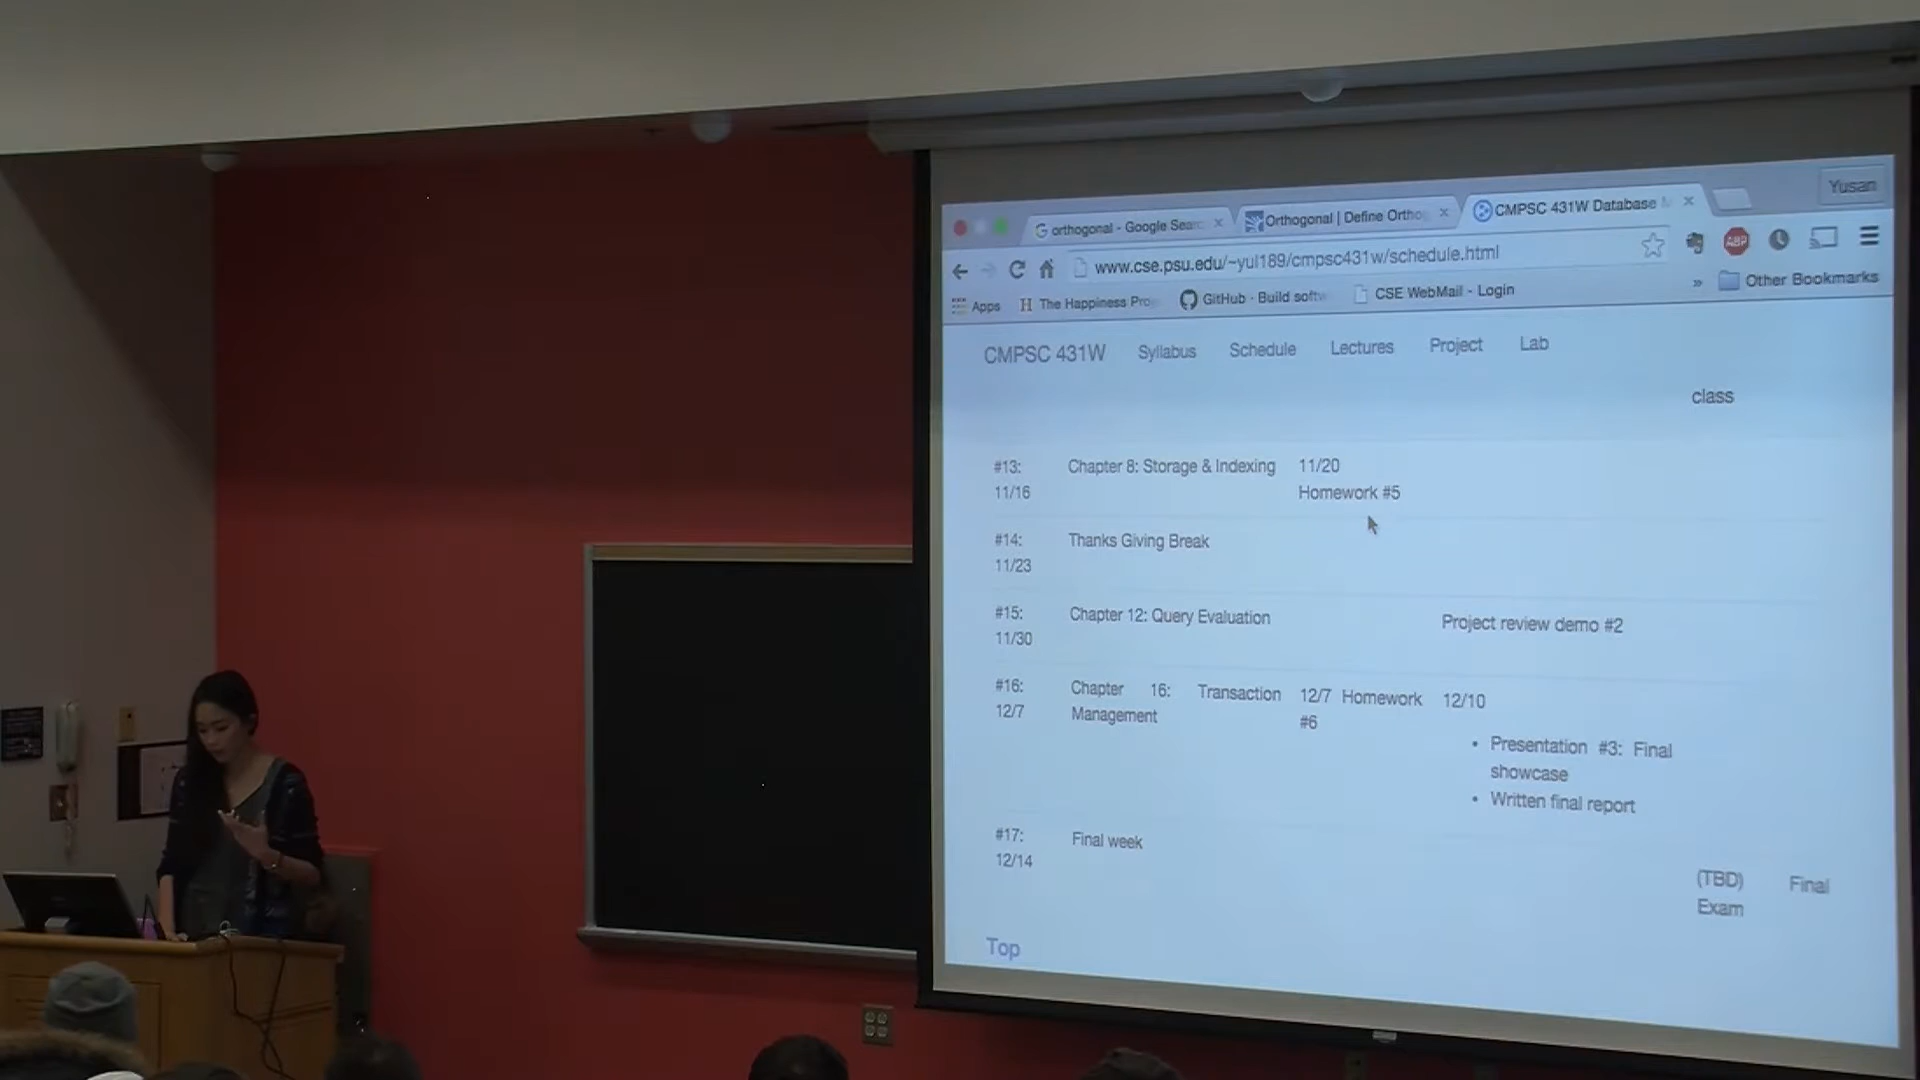 Yusan
orthogonal - Google Searc
Orthogonal | Define Ortho
CMPSC 431W Database M
www.cse.psu.edu/~yul189/cmpsc431w/schedule.html
ABP
Apps
The Happiness Pro
GitHub · Build softw
CSE WebMail - Login
» Other Bookmarks
CMPSC 431W Syllabus Schedule Lectures Project Lab
class
#13: Chapter 8: Storage & Indexing 11/20
11/16 Homework #5
#14: Thanks Giving Break
11/23
#15: Chapter 12: Query Evaluation Project review demo #2
11/30
#16: Chapter 16: Transaction 12/7 Homework 12/10
12/7 Management #6
• Presentation #3: Final
showcase
• Written final report
#17: Final week
12/14
(TBD) Final
Exam
Top